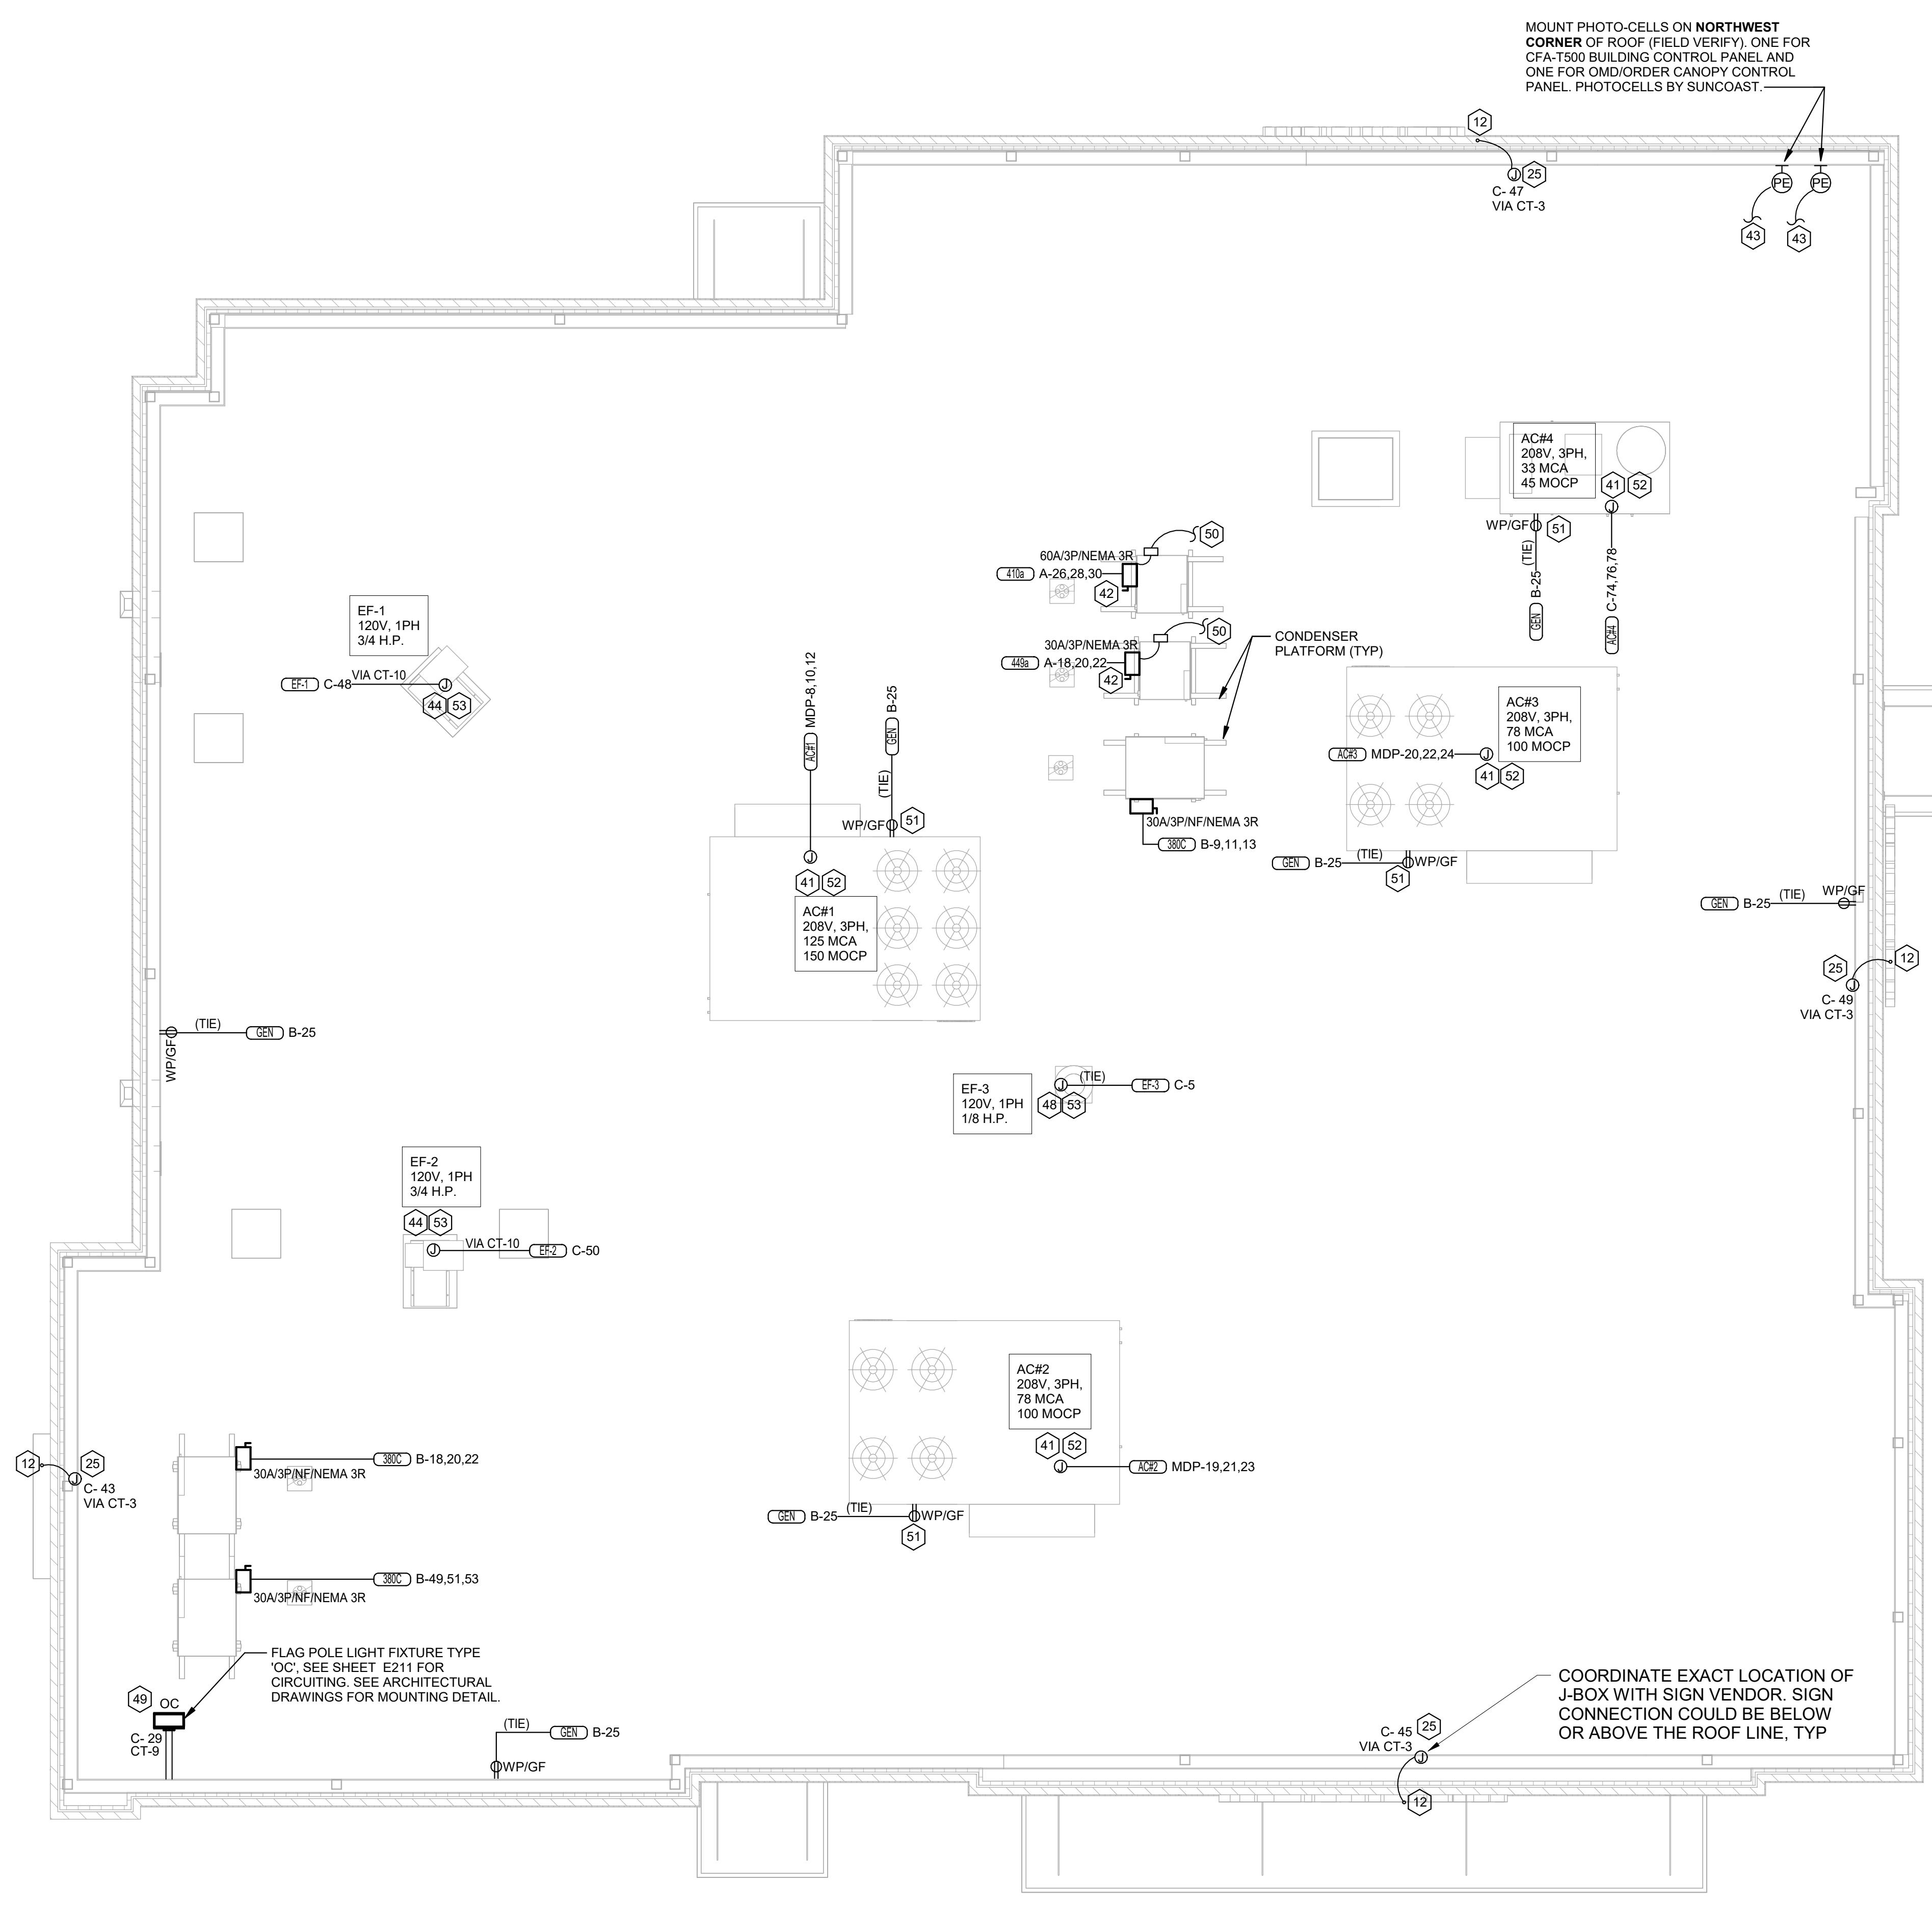 MOUNT PHOTO-CELLS ON NORTHWEST
CORNER OF ROOF (FIELD VERIFY). ONE FOR
CFA-T500 BUILDING CONTROL PANEL AND
ONE FOR OMD/ORDER CANOPY CONTROL
PANEL. PHOTOCELLS BY SUNCOAST.
12
J
25
C- 47
VIA CT-3
PE
PE
43
43
AC#4
208V, 3PH,
33 MCA
45 MOCP
41
52
J
WP/GF
51
(TIE)
GEN B-25
AC#4 C-74,76,78
50
60A/3P/NEMA 3R
410a A-26,28,30
42
50
30A/3P/NEMA 3R
449a A-18,20,22
42
CONDENSER
PLATFORM (TYP)
30A/3P/NF/NEMA 3R
380C B-9,11,13
EF-1
120V, 1PH
3/4 H.P.
EF-1 C-48
VIA CT-10
J
44
53
AC#1 MDP-8,10,12
GEN B-25
(TIE)
WP/GF
51
J
41
52
AC#1
208V, 3PH,
125 MCA
150 MOCP
AC#3
208V, 3PH,
78 MCA
100 MOCP
AC#3 MDP-20,22,24
J
41
52
GEN B-25
(TIE)
WP/GF
51
GEN B-25
(TIE)
WP/GF
12
25
J
C- 49
VIA CT-3
(TIE)
GEN B-25
WP/GF
EF-3
120V, 1PH
1/8 H.P.
J
(TIE)
EF-3 C-5
48
53
EF-2
120V, 1PH
3/4 H.P.
44
53
J
VIA CT-10
EF-2 C-50
AC#2
208V, 3PH,
78 MCA
100 MOCP
41
52
J
AC#2 MDP-19,21,23
GEN B-25
(TIE)
WP/GF
51
12
25
J
C- 43
VIA CT-3
380C B-18,20,22
30A/3P/NF/NEMA 3R
380C B-49,51,53
30A/3P/NF/NEMA 3R
FLAG POLE LIGHT FIXTURE TYPE
'OC', SEE SHEET E211 FOR
CIRCUITING. SEE ARCHITECTURAL
DRAWINGS FOR MOUNTING DETAIL.
49
OC
C- 29
CT-9
(TIE)
GEN B-25
WP/GF
COORDINATE EXACT LOCATION OF
J-BOX WITH SIGN VENDOR. SIGN
CONNECTION COULD BE BELOW
OR ABOVE THE ROOF LINE, TYP
C- 45
25
VIA CT-3
J
12